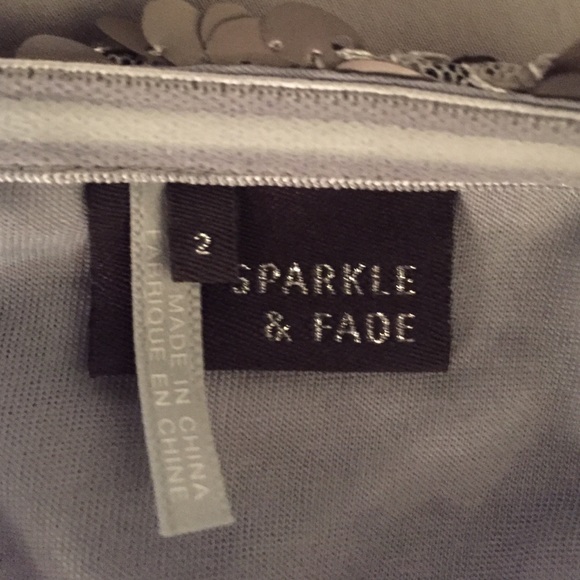 2
SPARKLE
& FADE
MADE IN CHINA
FABRIQUE EN CHINE